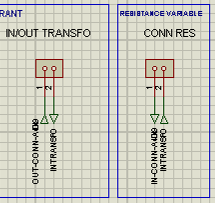 RANT
RESISTANCE VARIABLE
IN/OUT TRANSFO
CONN RES
1
2
1
2
INTRANSFO
INTRANSFO